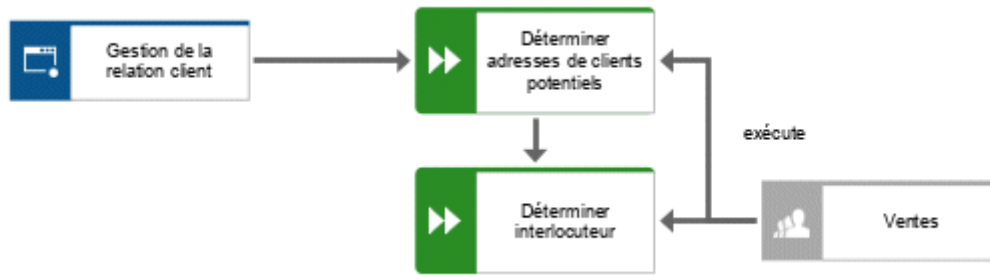 Gestion de la
relation client
Déterminer
adresses de clients
potentiels
exécute
Déterminer
interlocuteur
Ventes